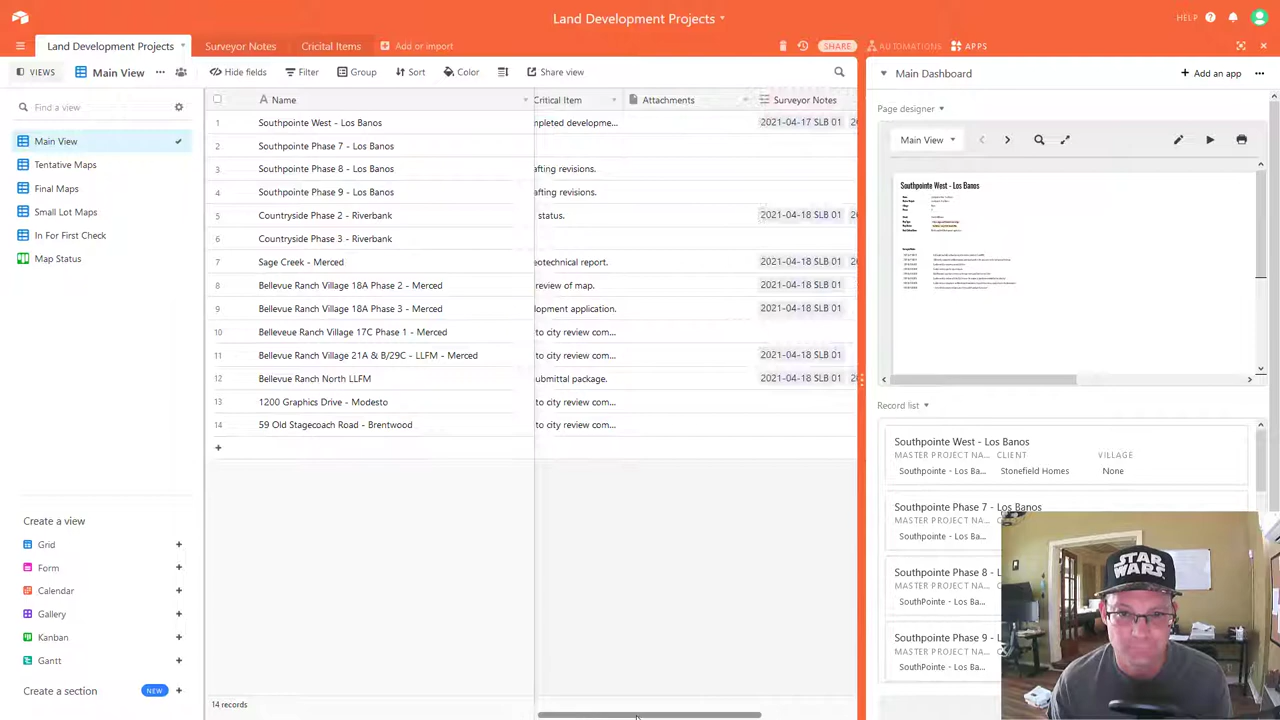 Land Development Projects
HELP
Land Development Projects
Surveyor Notes
Cricital Items
Add or import
SHARE
AUTOMATIONS
APPS
VIEWS
Main View
Hide fields
Filter
Group
Sort
Color
Share view
Main Dashboard
Add an app
Find a view
Main View
Tentative Maps
Final Maps
Small Lot Maps
In For First Check
Map Status
Create a view
Grid
Form
Calendar
Gallery
Kanban
Gantt
Create a section
NEW
Name
Critical Item
Attachments
Surveyor Notes
1 Southpointe West - Los Banos mpleted developme... 2021-04-17 SLB 01
2 Southpointe Phase 7 - Los Banos
3 Southpointe Phase 8 - Los Banos afting revisions.
4 Southpointe Phase 9 - Los Banos afting revisions.
5 Countryside Phase 2 - Riverbank status. 2021-04-18 SLB 01
6 Countryside Phase 3 - Riverbank
7 Sage Creek - Merced eotechnical report. 2021-04-18 SLB 01
8 Bellevue Ranch Village 18A Phase 2 - Merced review of map. 2021-04-18 SLB 01
9 Bellevue Ranch Village 18A Phase 3 - Merced lopment application. 2021-04-18 SLB 01
10 Bellevevue Ranch Village 17C Phase 1 - Merced to city review com...
11 Bellevue Ranch Village 21A & B/29C - LLFM - Merced to city review com... 2021-04-18 SLB 01
12 Bellevue Ranch North LLFM ubmittal package. 2021-04-18 SLB 01
13 1200 Graphics Drive - Modesto to city review com...
14 59 Old Stagecoach Road - Brentwood to city review com...
14 records
Page designer
Main View
Southpointe West - Los Banos
Record list
Southpointe West - Los Banos
MASTER PROJECT NA... CLIENT VILLAGE
Southpointe - Los Ba... Stonefield Homes None
Southpointe Phase 7 - Los Banos
MASTER PROJECT NA...
Southpointe - Los Ba...
Southpointe Phase 8 - L
MASTER PROJECT NA...
SouthPointe - Los Ba...
Southpointe Phase 9 -
MASTER PROJECT NA...
SouthPointe - Los Ba...
STAR
WARS